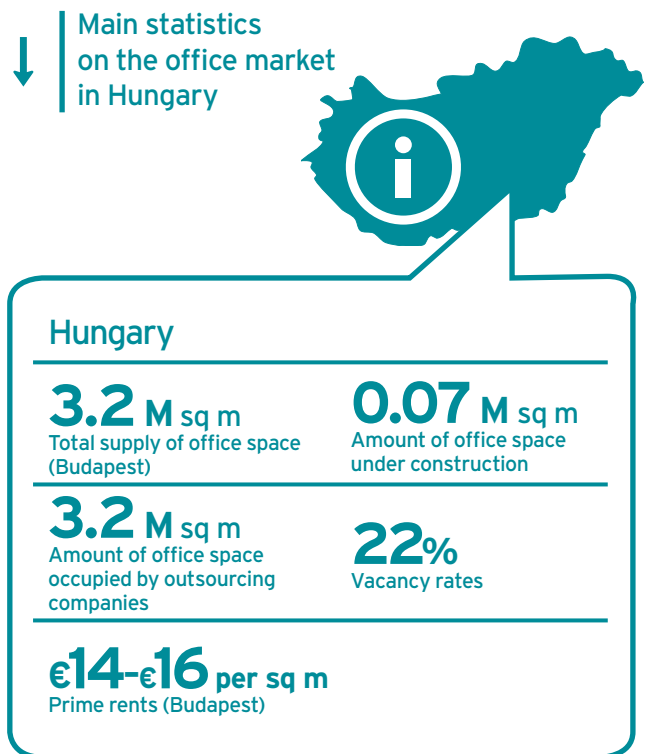 Main statistics
on the office market
in Hungary
i
Hungary
3.2 M sq m
Total supply of office space
(Budapest)
0.07 M sq m
Amount of office space
under construction
3.2 M sq m
Amount of office space
occupied by outsourcing
companies
22%
Vacancy rates
€14-€16 per sq m
Prime rents (Budapest)